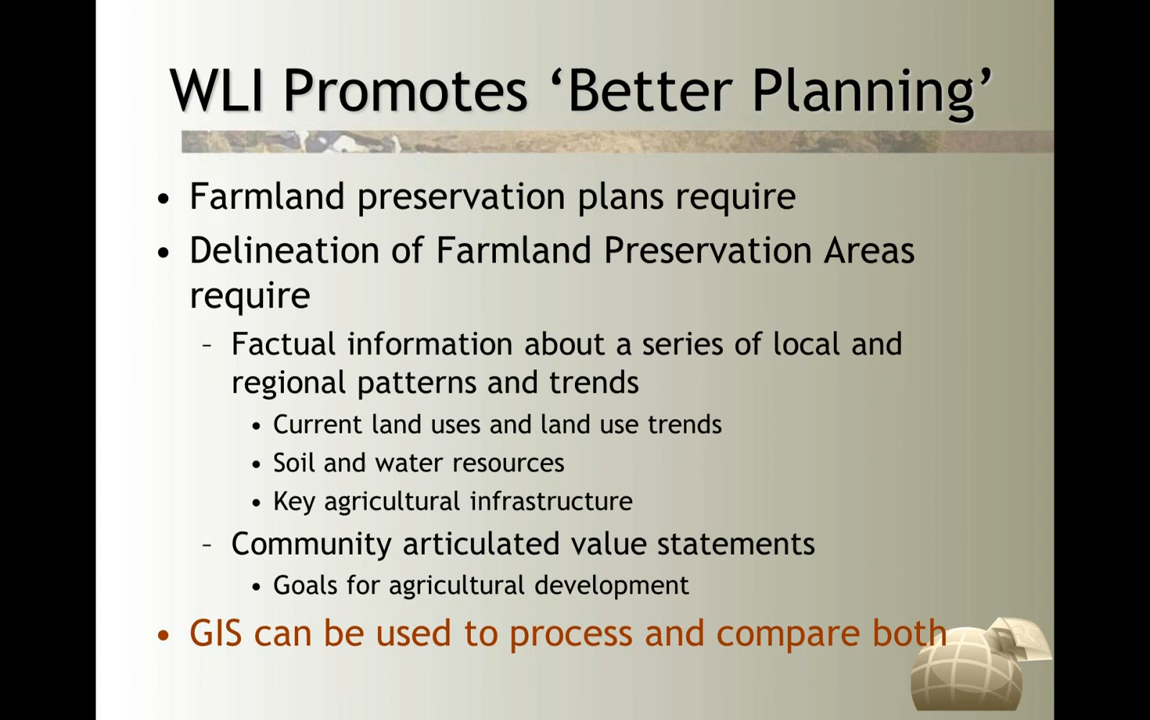 WLI Promotes ‘Better Planning’
• Farmland preservation plans require
• Delineation of Farmland Preservation Areas
require
– Factual information about a series of local and
regional patterns and trends
• Current land uses and land use trends
• Soil and water resources
• Key agricultural infrastructure
– Community articulated value statements
• Goals for agricultural development
• GIS can be used to process and compare both